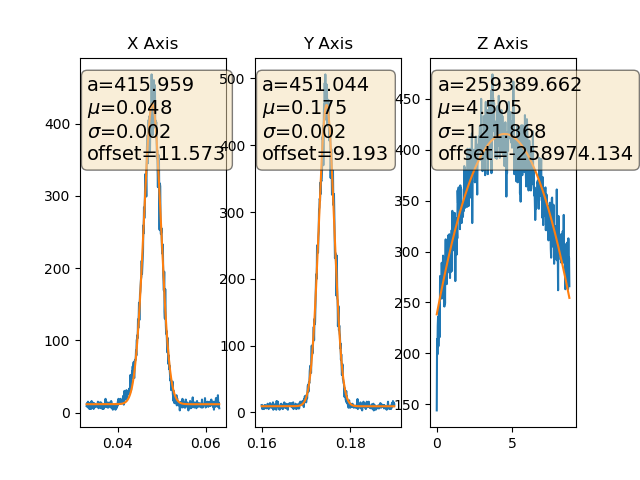 X Axis
a=415.959
μ=0.048
σ=0.002
offset=11.573
400
300
200
100
0
0.04
0.06
Y Axis
a=451.044
μ=0.175
σ=0.002
offset=9.193
500
400
300
200
100
0
0.16
0.18
Z Axis
a=259389.662
μ=4.505
σ=121.868
offset=-258974.134
450
400
350
300
250
200
150
0
5